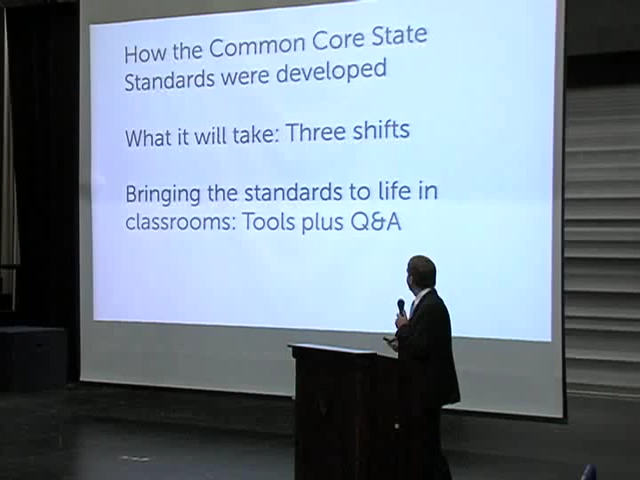 How the Common Core State
Standards were developed
What it will take: Three shifts
Bringing the standards to life in
classrooms: Tools plus Q&A